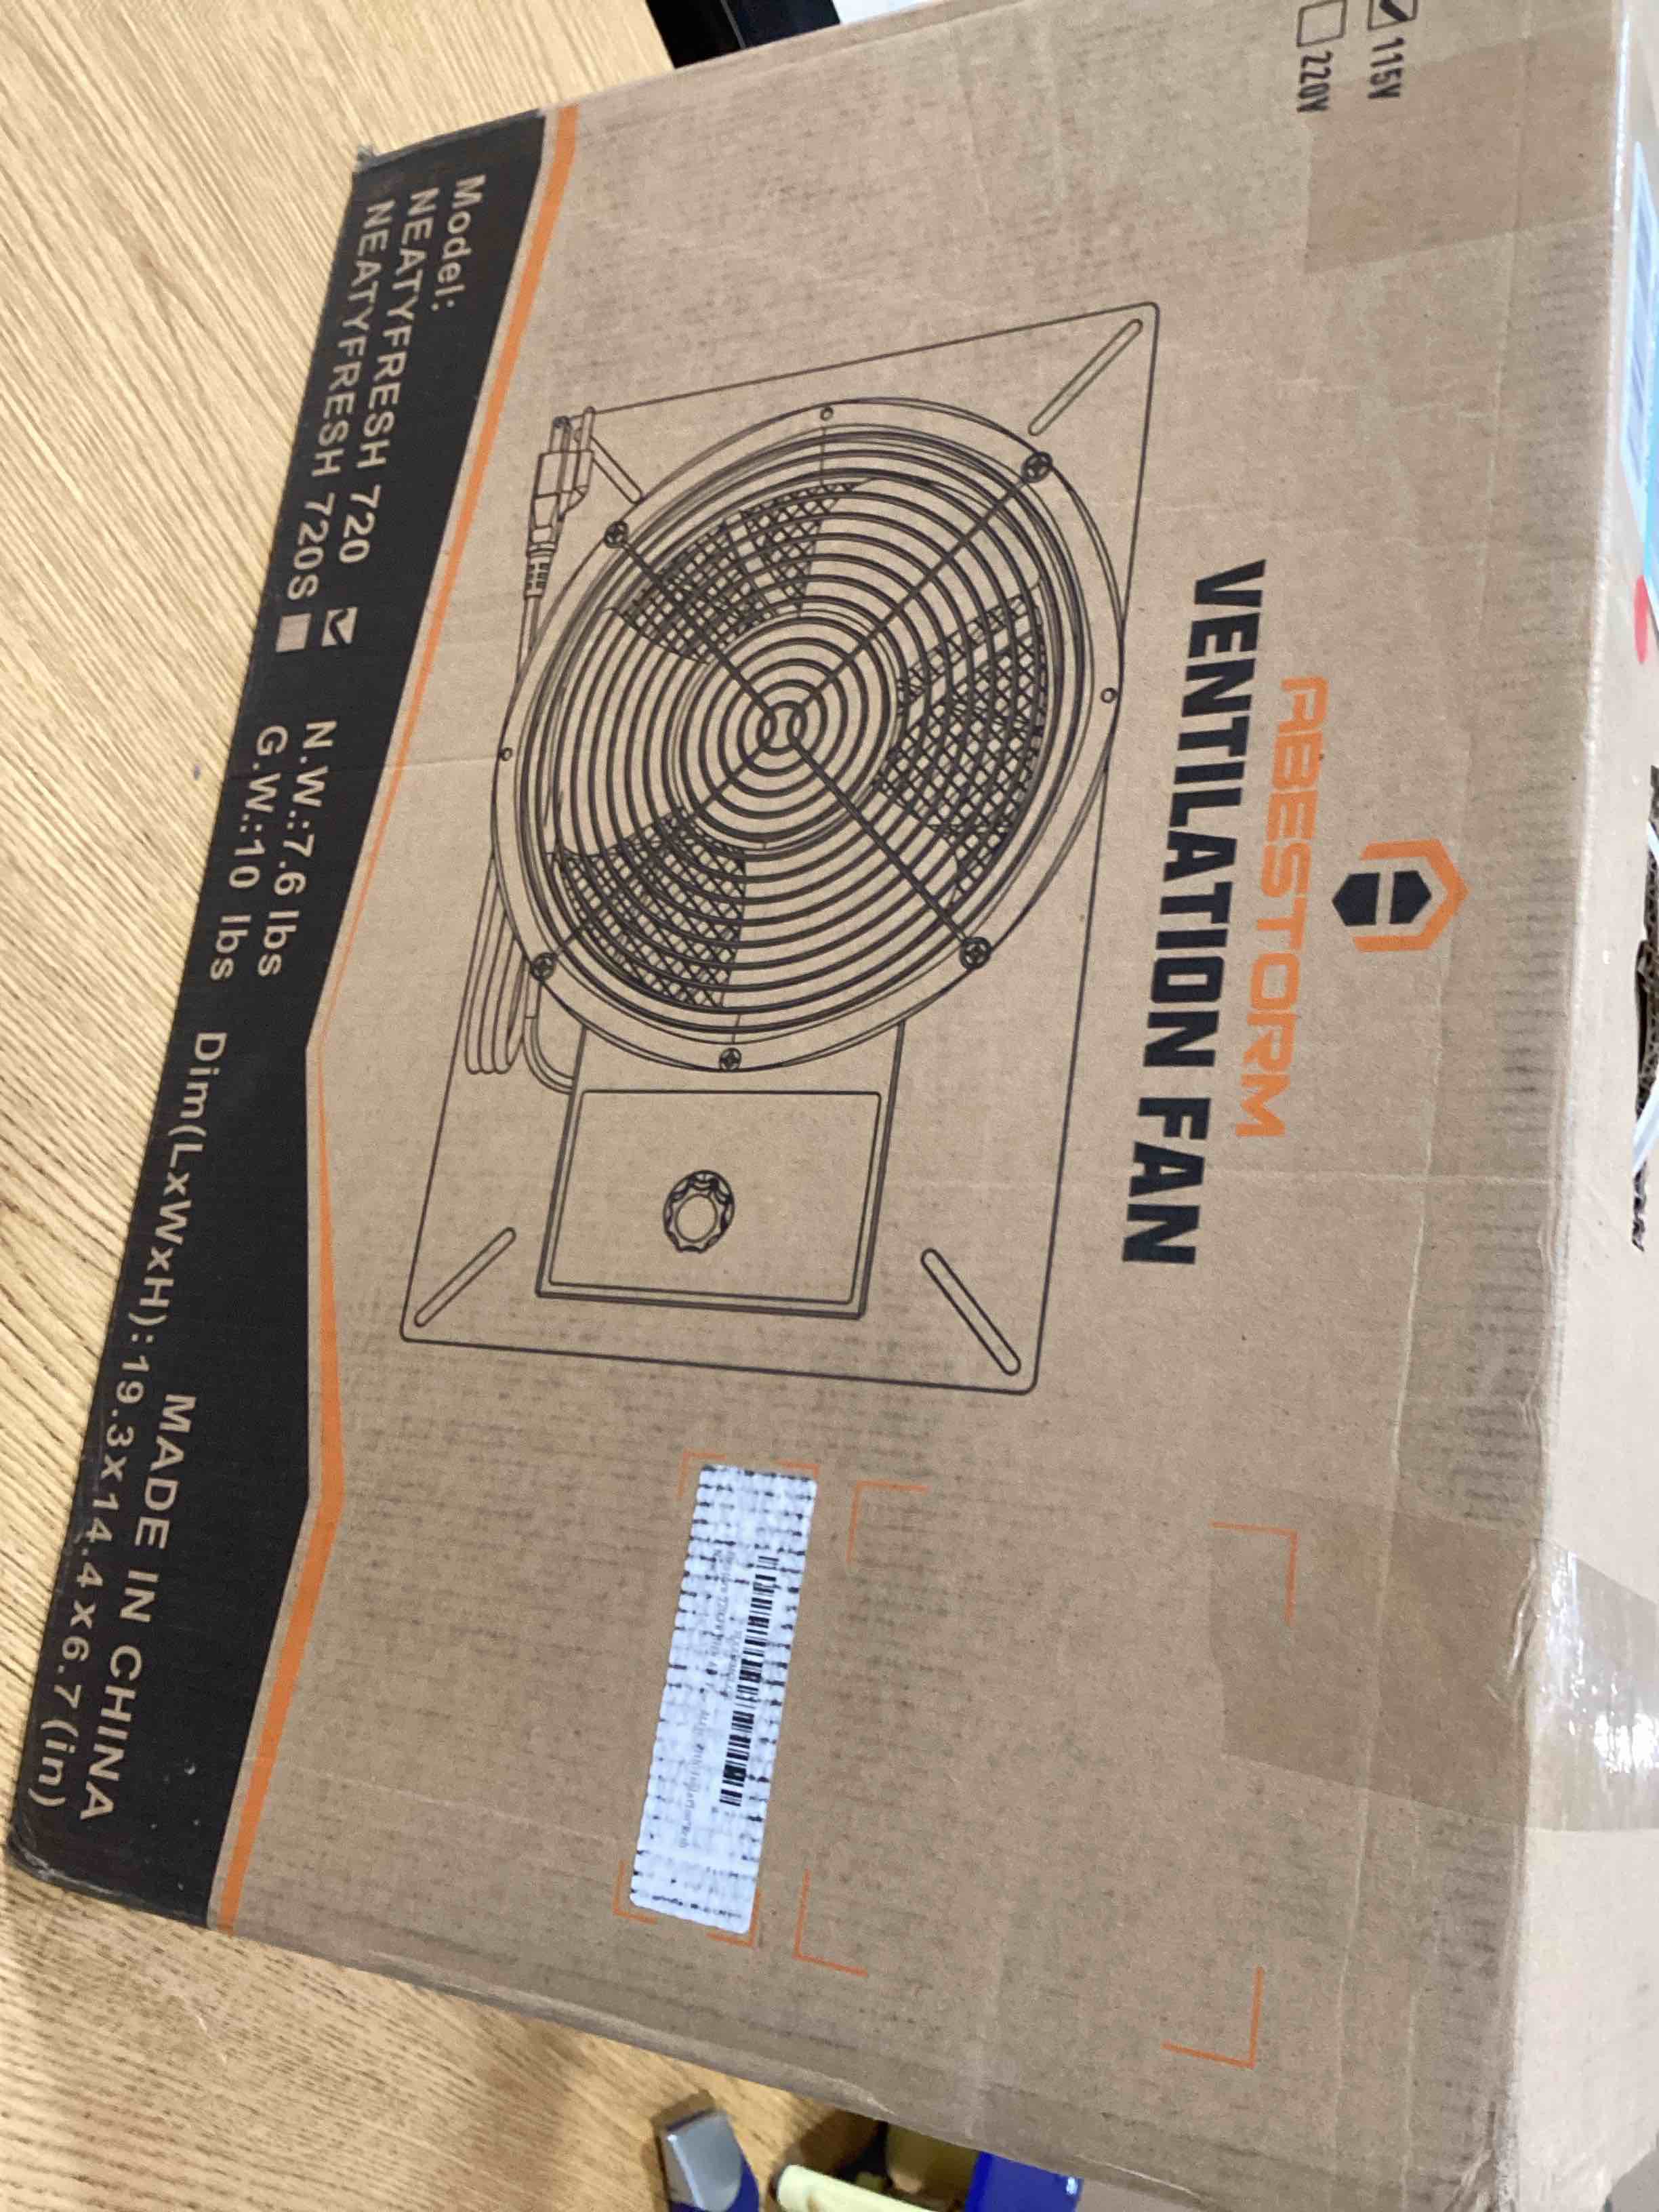 115V
220V
ABESTORM
VENTILATION FAN
Model:
NEATYFRESH 720
NEATYFRESH 720S
N.W.:7.6 lbs
G.W.:10 lbs
MADE IN CHINA
Dim(LxWxH):19.3x14.4x6.7(in)